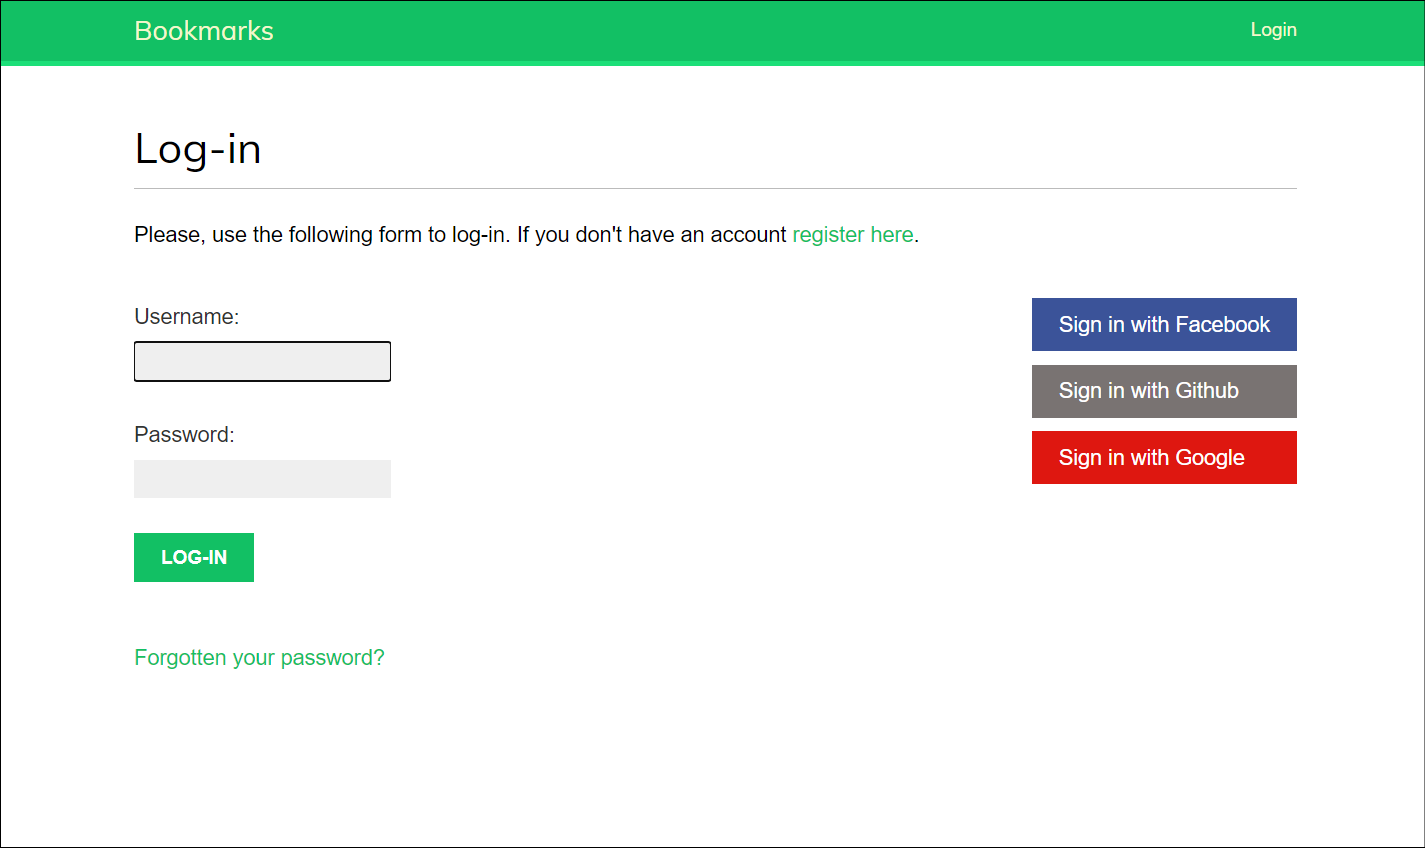 Bookmarks
Login
Log-in
Please, use the following form to log-in. If you don't have an account register here.
Username:
Sign in with Facebook
Sign in with Github
Password:
Sign in with Google
LOG-IN
Forgotten your password?